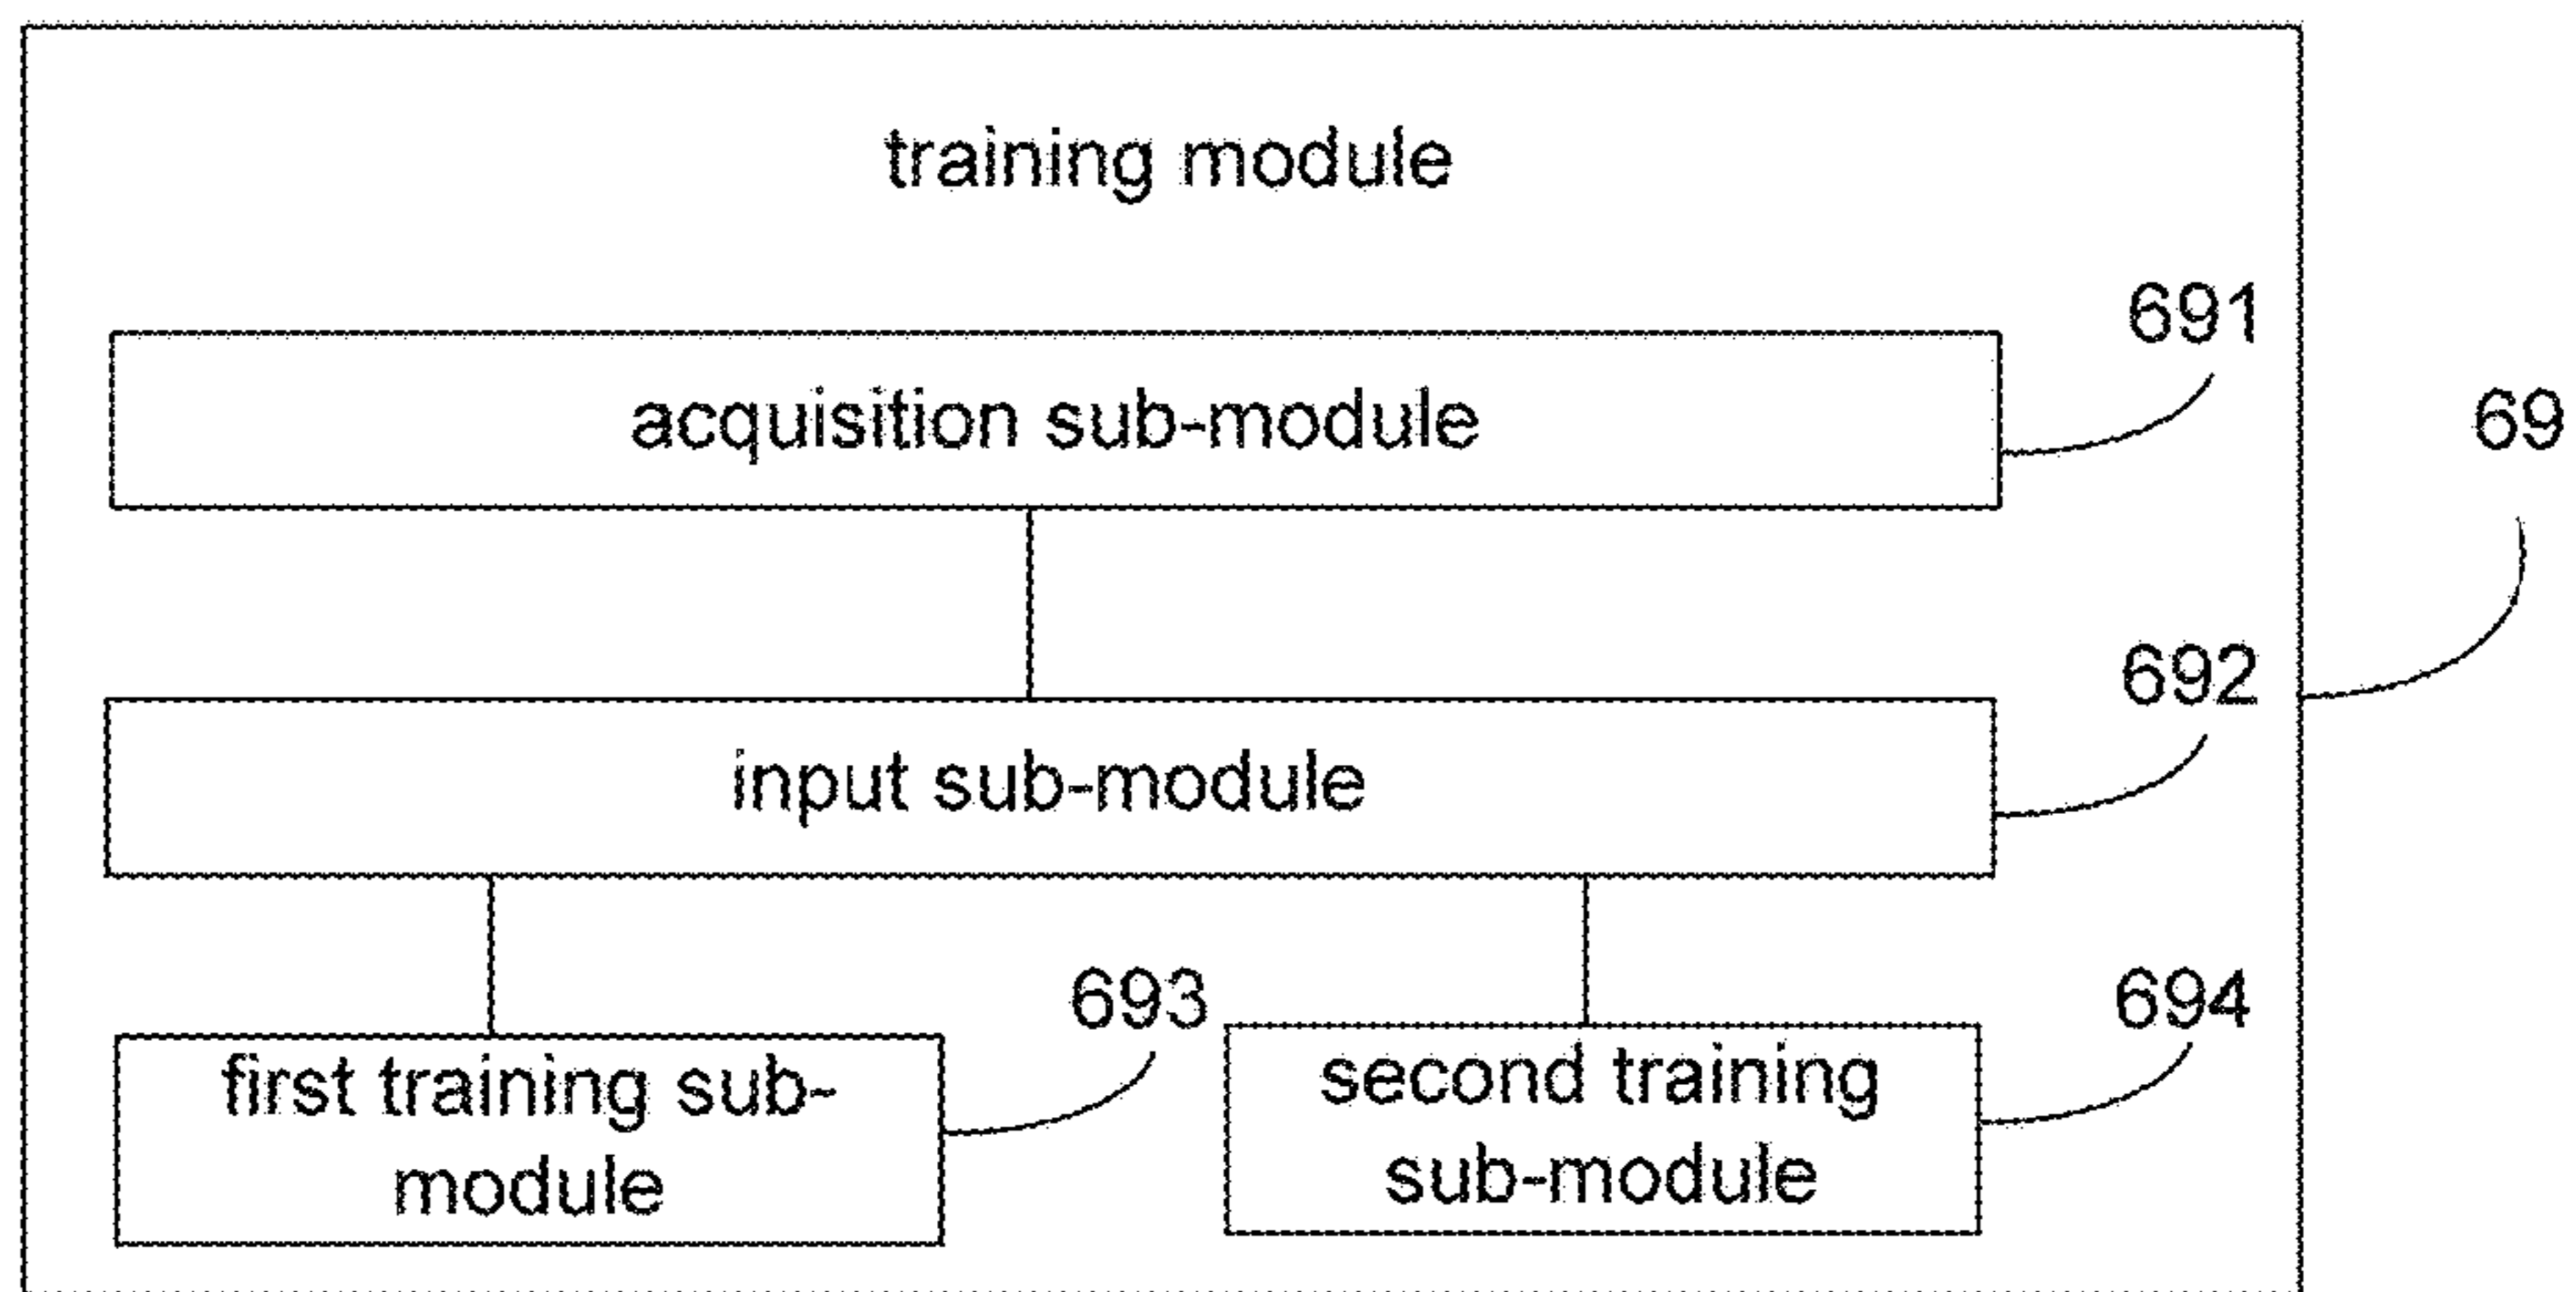 training module
691
acquisition sub-module
69
692
input sub-module
693
694
first training sub-
module
second training
sub-module